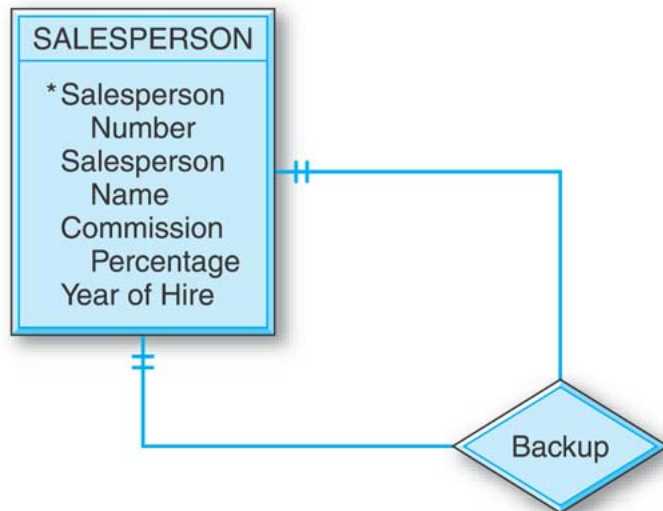 SALESPERSON
*Salesperson
Number
Salesperson
Name
Commission
Percentage
Year of Hire
Backup